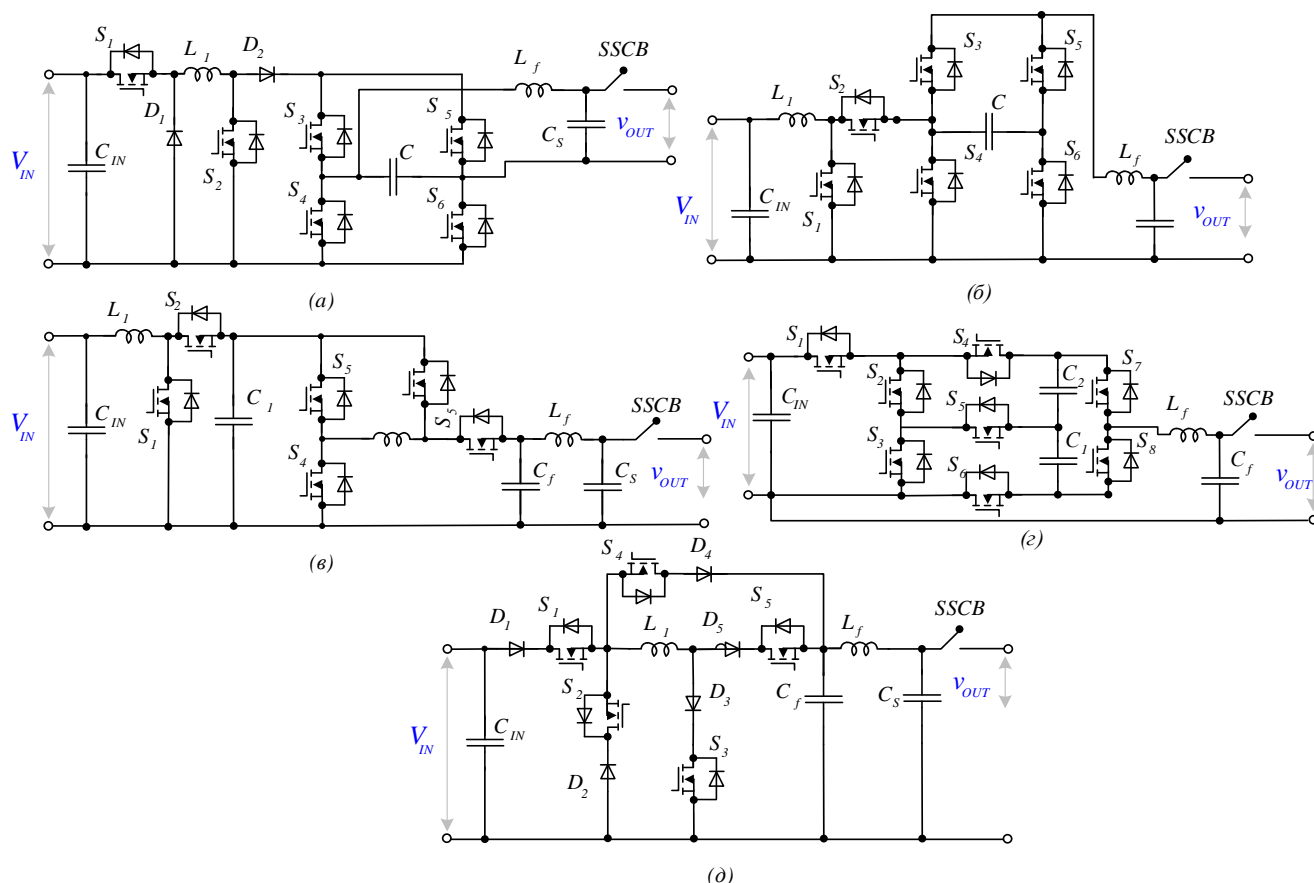 S1
L1
D2
Lf
SSCB
D1
S3
S5
VIN
CIN
S2
C
CS
vOUT
S4
S6
(а)
S3
S5
L1
S2
C
S4
S6
Lf
SSCB
VIN
CIN
S1
vOUT
(б)
L1
S2
S5
VIN
CIN
S1
C1
S5
Lf
SSCB
S4
Cf
CS
vOUT
(в)
S1
S4
S2
C2
S7
VIN
CIN
S5
Lf
SSCB
S3
C1
S8
S6
Cf
vOUT
(г)
S4
D4
D1
S1
L1
D5
S5
Lf
SSCB
S2
D3
Cf
CS
vOUT
VIN
CIN
D2
S3
(д)